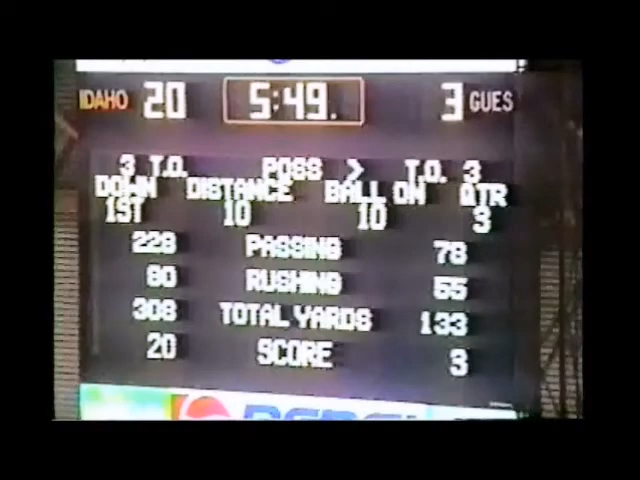 IDAHO 20 5:49. 3 GUES
3 T.O. POSS > T.O. 3
DOWN DISTANCE BALL ON QTR
1ST 10 10 3
228 PASSING 78
80 RUSHING 55
308 TOTAL YARDS 133
20 SCORE 3
PEPSI